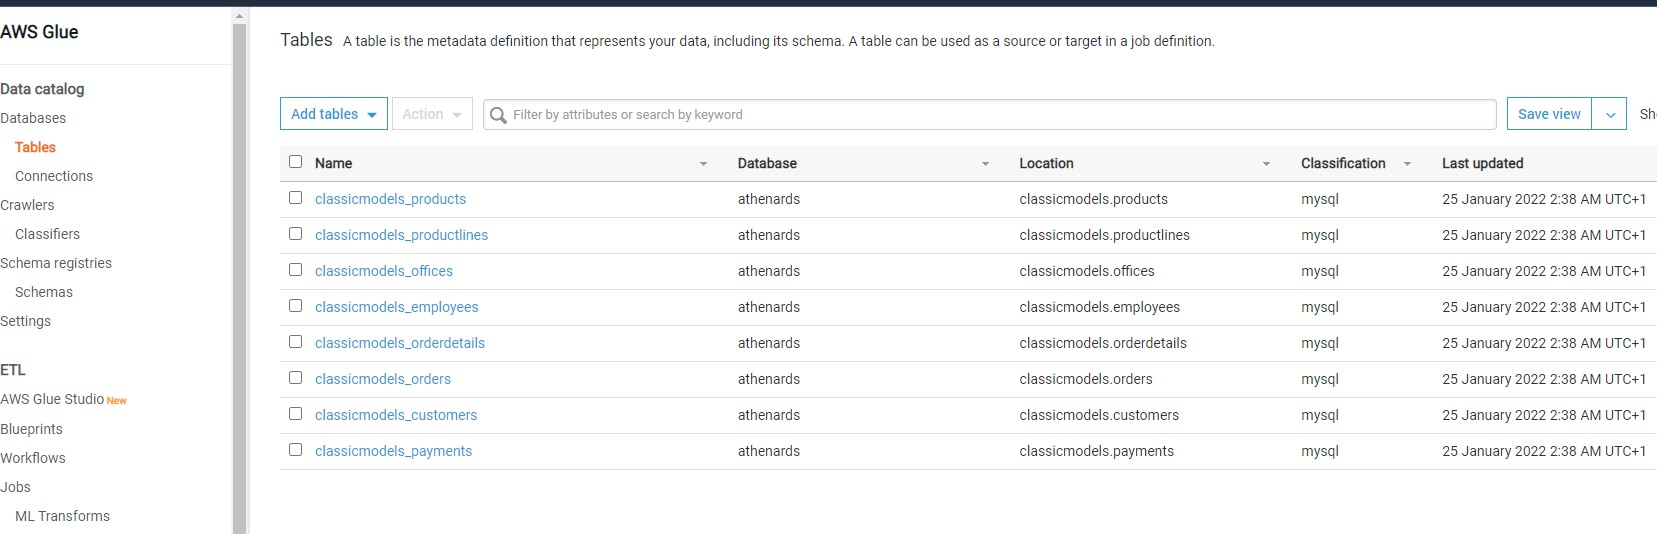 AWS Glue
Data catalog
Databases
Tables
Connections
Crawlers
Classifiers
Schema registries
Schemas
Settings
ETL
AWS Glue Studio New
Blueprints
Workflows
Jobs
ML Transforms
Tables A table is the metadata definition that represents your data, including its schema. A table can be used as a source or target in a job definition.
Add tables Action Filter by attributes or search by keyword Save view
Name Database Location Classification Last updated
classicmodels_products athenards classicmodels.products mysql 25 January 2022 2:38 AM UTC+1
classicmodels_productlines athenards classicmodels.productlines mysql 25 January 2022 2:38 AM UTC+1
classicmodels_offices athenards classicmodels.offices mysql 25 January 2022 2:38 AM UTC+1
classicmodels_employees athenards classicmodels.employees mysql 25 January 2022 2:38 AM UTC+1
classicmodels_orderdetails athenards classicmodels.orderdetails mysql 25 January 2022 2:38 AM UTC+1
classicmodels_orders athenards classicmodels.orders mysql 25 January 2022 2:38 AM UTC+1
classicmodels_customers athenards classicmodels.customers mysql 25 January 2022 2:38 AM UTC+1
classicmodels_payments athenards classicmodels.payments mysql 25 January 2022 2:38 AM UTC+1